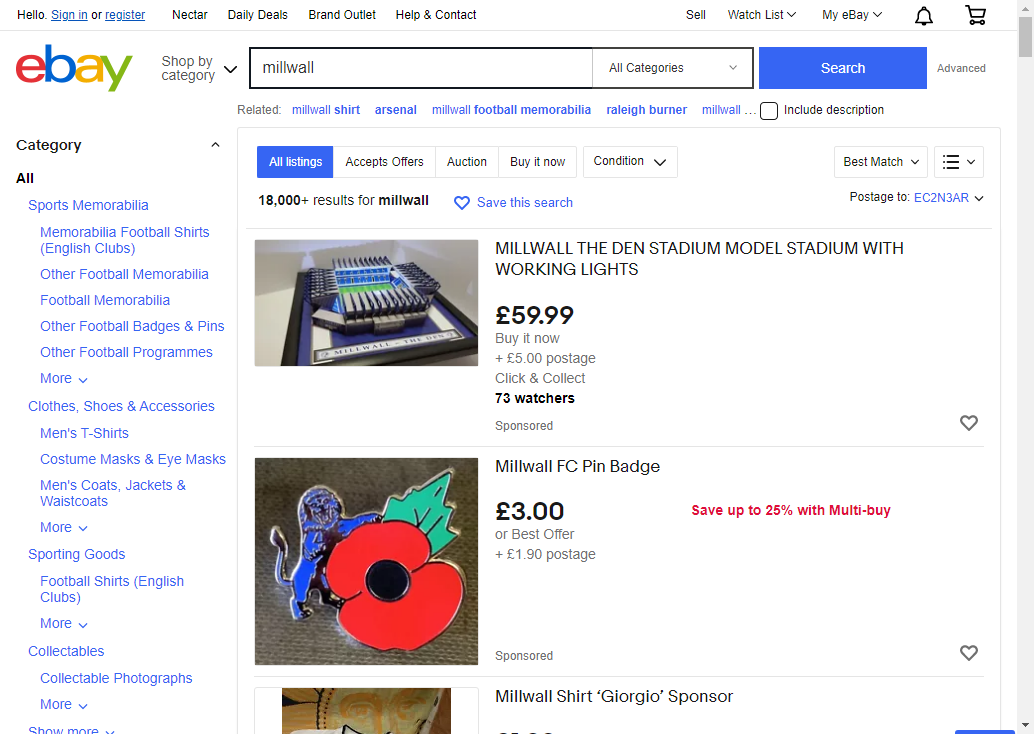 Hello. Sign in or register
Nectar
Daily Deals
Brand Outlet
Help & Contact
Sell
Watch List
My eBay
ebay
Shop by
category
millwall
All Categories
Search
Advanced
Related: millwall shirt arsenal millwall football memorabilia raleigh burner millwall ...
Include description
Category
All
Sports Memorabilia
Memorabilia Football Shirts
(English Clubs)
Other Football Memorabilia
Football Memorabilia
Other Football Badges & Pins
Other Football Programmes
More
Clothes, Shoes & Accessories
Men's T-Shirts
Costume Masks & Eye Masks
Men's Coats, Jackets &
Waistcoats
More
Sporting Goods
Football Shirts (English
Clubs)
More
Collectables
Collectable Photographs
More
Show more
All listings
Accepts Offers
Auction
Buy it now
Condition
Best Match
18,000+ results for millwall
Save this search
Postage to: EC2N3AR
MILLWALL - THE DEN
MILLWALL THE DEN STADIUM MODEL STADIUM WITH
WORKING LIGHTS
£59.99
Buy it now
+ £5.00 postage
Click & Collect
73 watchers
Sponsored
Millwall FC Pin Badge
£3.00
Save up to 25% with Multi-buy
or Best Offer
+ £1.90 postage
Sponsored
Millwall Shirt ‘Giorgio’ Sponsor